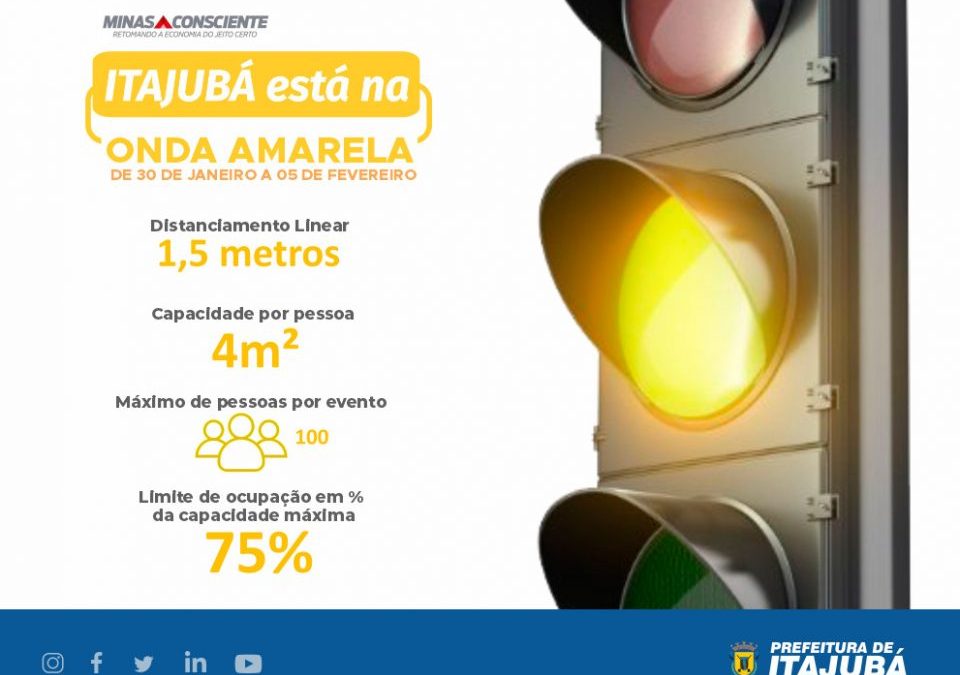 MINAS CONSCIENTE
RETOMANDO A ECONOMIA DO JEITO CERTO
ITAJUBÁ está na
ONDA AMARELA
DE 30 DE JANEIRO A 05 DE FEVEREIRO
Distanciamento Linear
1,5 metros
Capacidade por pessoa
4m²
Máximo de pessoas por evento
100
Limite de ocupação em %
da capacidade máxima
75%
PREFEITURA DE
ITAJUBÁ